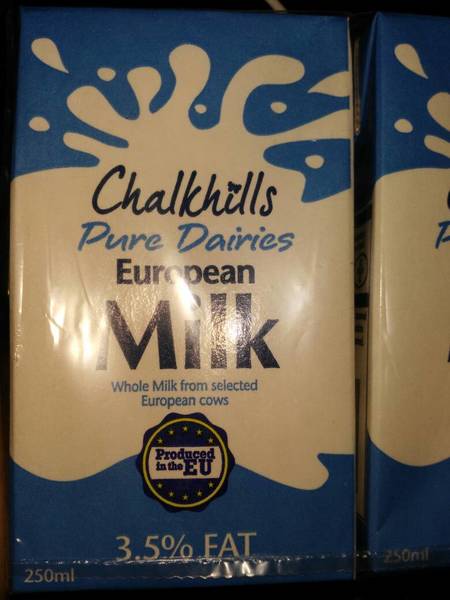 Chalkhills
Pure Dairies
European
Milk
Whole Milk from selected
European cows
Produced
in the EU
3.5% FAT
250ml
250ml